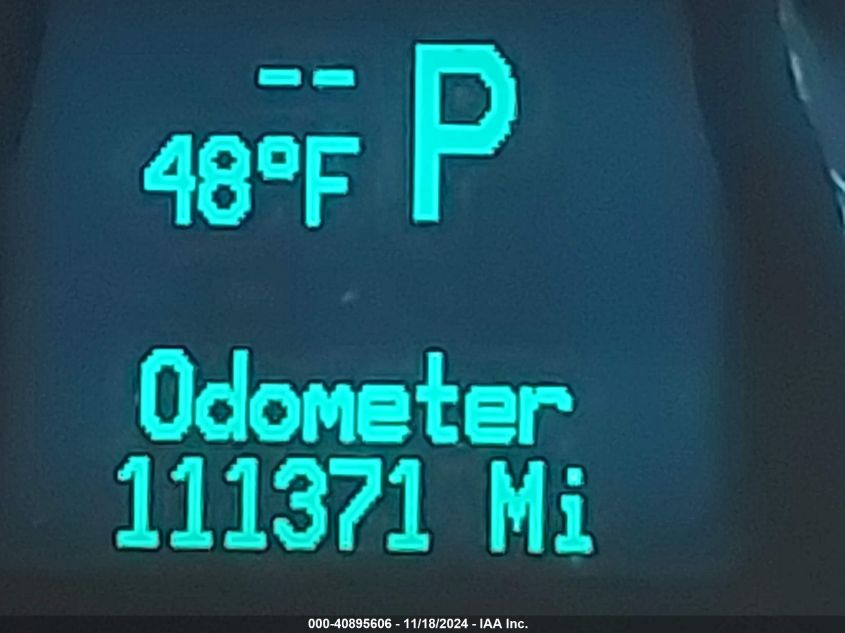 -- P
48°F
Odometer
111371 Mi
000-40895606 - 11/18/2024 - IAA Inc.